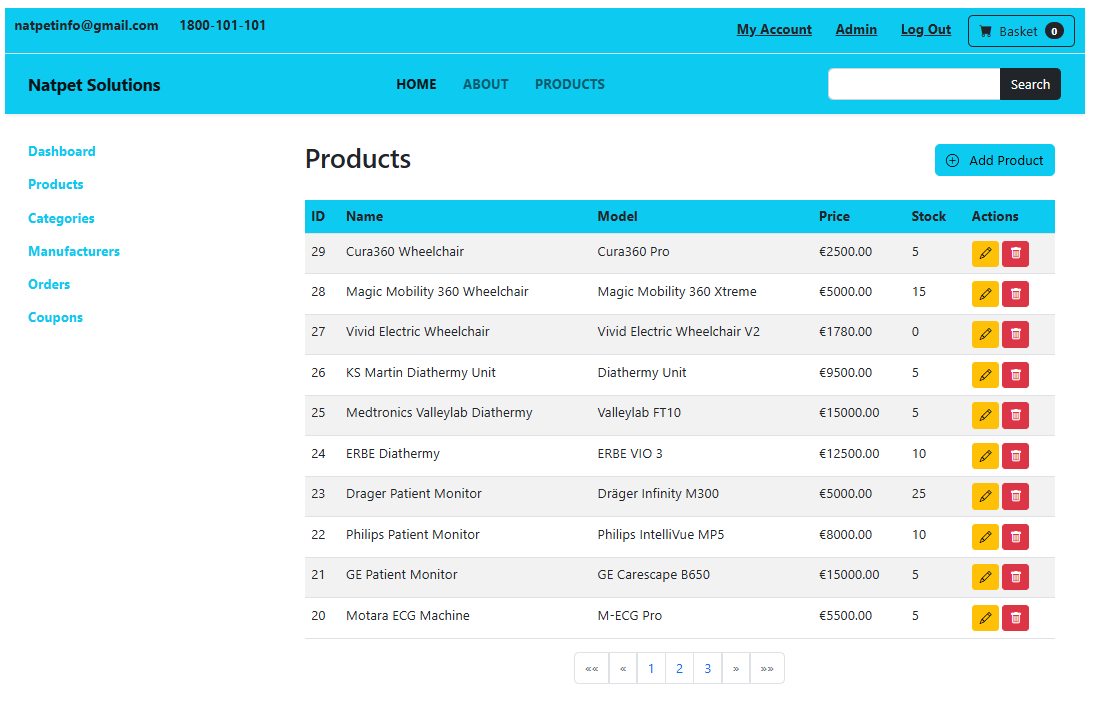 natpetinfo@gmail.com 1800-101-101 My Account Admin Log Out Basket 0
Natpet Solutions HOME ABOUT PRODUCTS Search
Dashboard
Products
Categories
Manufacturers
Orders
Coupons
Products Add Product
ID Name Model Price Stock Actions
29 Cura360 Wheelchair Cura360 Pro €2500.00 5
28 Magic Mobility 360 Wheelchair Magic Mobility 360 Xtreme €5000.00 15
27 Vivid Electric Wheelchair Vivid Electric Wheelchair V2 €1780.00 0
26 KS Martin Diathermy Unit Diathermy Unit €9500.00 5
25 Medtronics Valleylab Diathermy Valleylab FT10 €15000.00 5
24 ERBE Diathermy ERBE VIO 3 €12500.00 10
23 Drager Patient Monitor Dräger Infinity M300 €5000.00 25
22 Philips Patient Monitor Philips IntelliVue MP5 €8000.00 10
21 GE Patient Monitor GE Carescape B650 €15000.00 5
20 Motara ECG Machine M-ECG Pro €5500.00 5
«« « 1 2 3 » »»